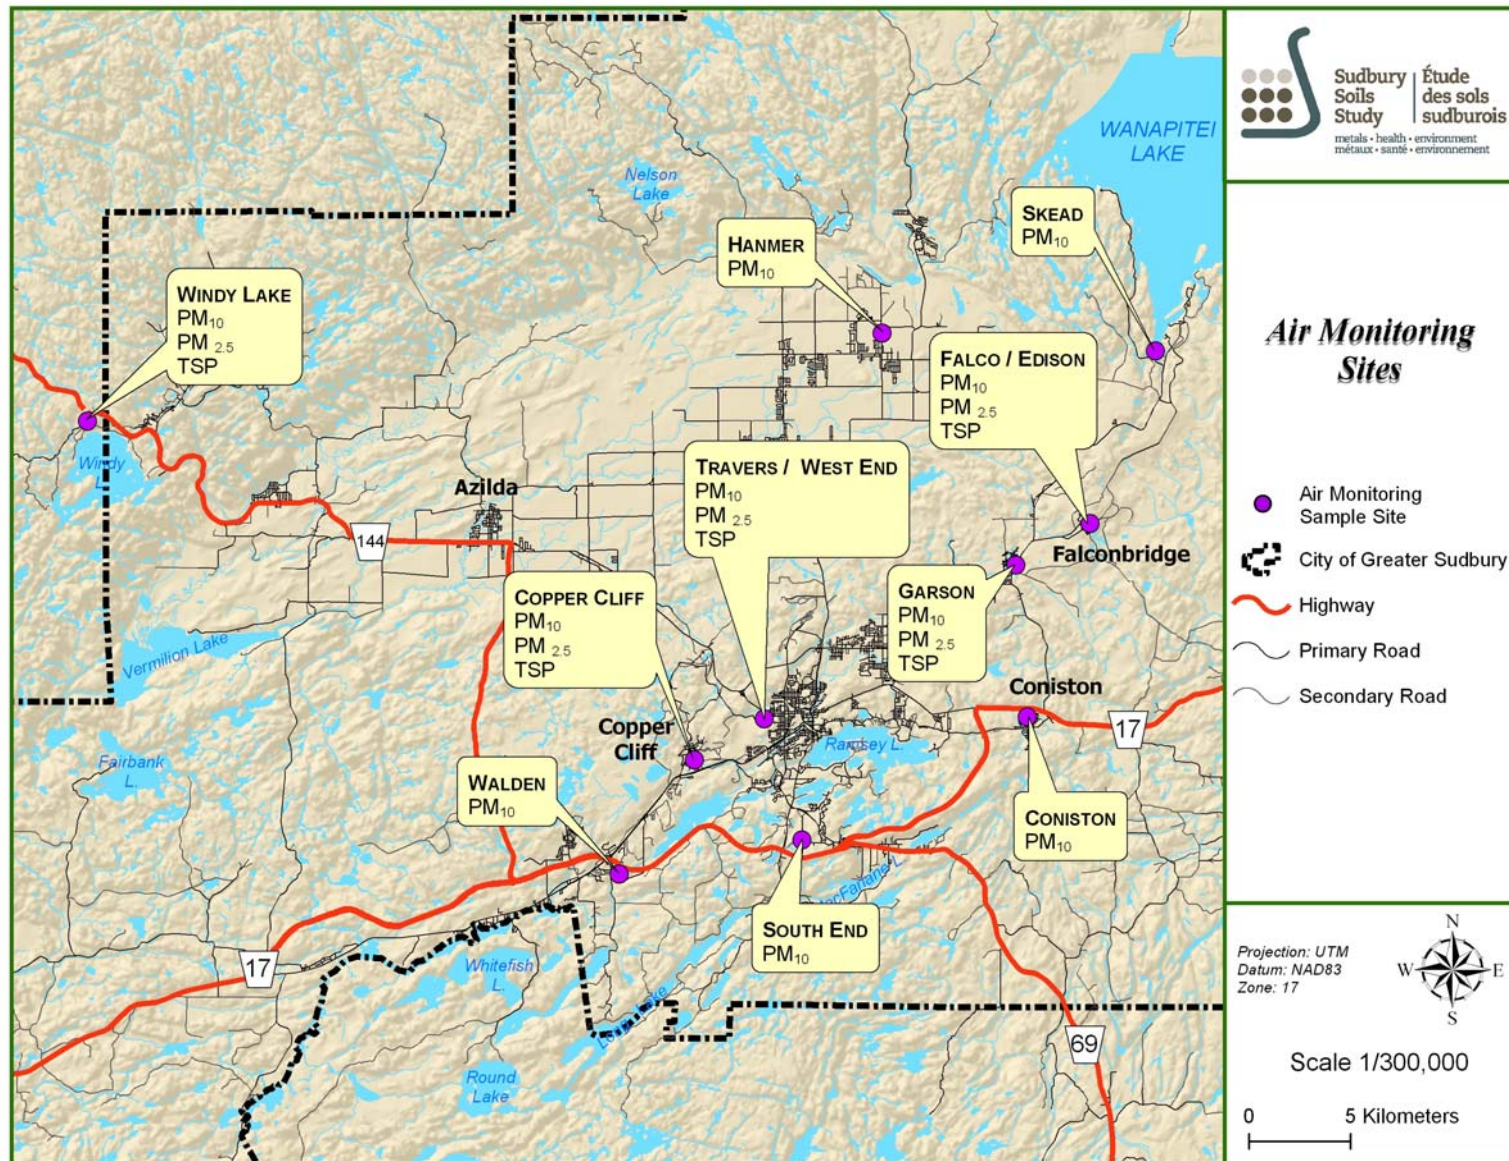 WANAPITEI
LAKE
Nelson
Lake
SKEAD
PM10
HANMER
PM10
WINDY LAKE
PM10
PM 2.5
TSP
FALCO / EDISON
PM10
PM 2.5
TSP
Windy
L.
Azilda
TRAVERS / WEST END
PM10
PM 2.5
TSP
144
Falconbridge
COPPER CLIFF
PM10
PM 2.5
TSP
GARSON
PM10
PM 2.5
TSP
Vermilion Lake
Coniston
Copper
Cliff
Ramsey L.
17
Fairbank
L.
WALDEN
PM10
CONISTON
PM10
MacFarlane L.
SOUTH END
PM10
17
Whitefish
L.
Long Lake
69
Round
Lake
Sudbury
Soils
Study
Étude
des sols
sudburois
metals • health • environment
métaux • santé • environnement
Air Monitoring
Sites
Air Monitoring
Sample Site
City of Greater Sudbury
Highway
Primary Road
Secondary Road
Projection: UTM
Datum: NAD83
Zone: 17
N
W
E
S
Scale 1/300,000
0 5 Kilometers